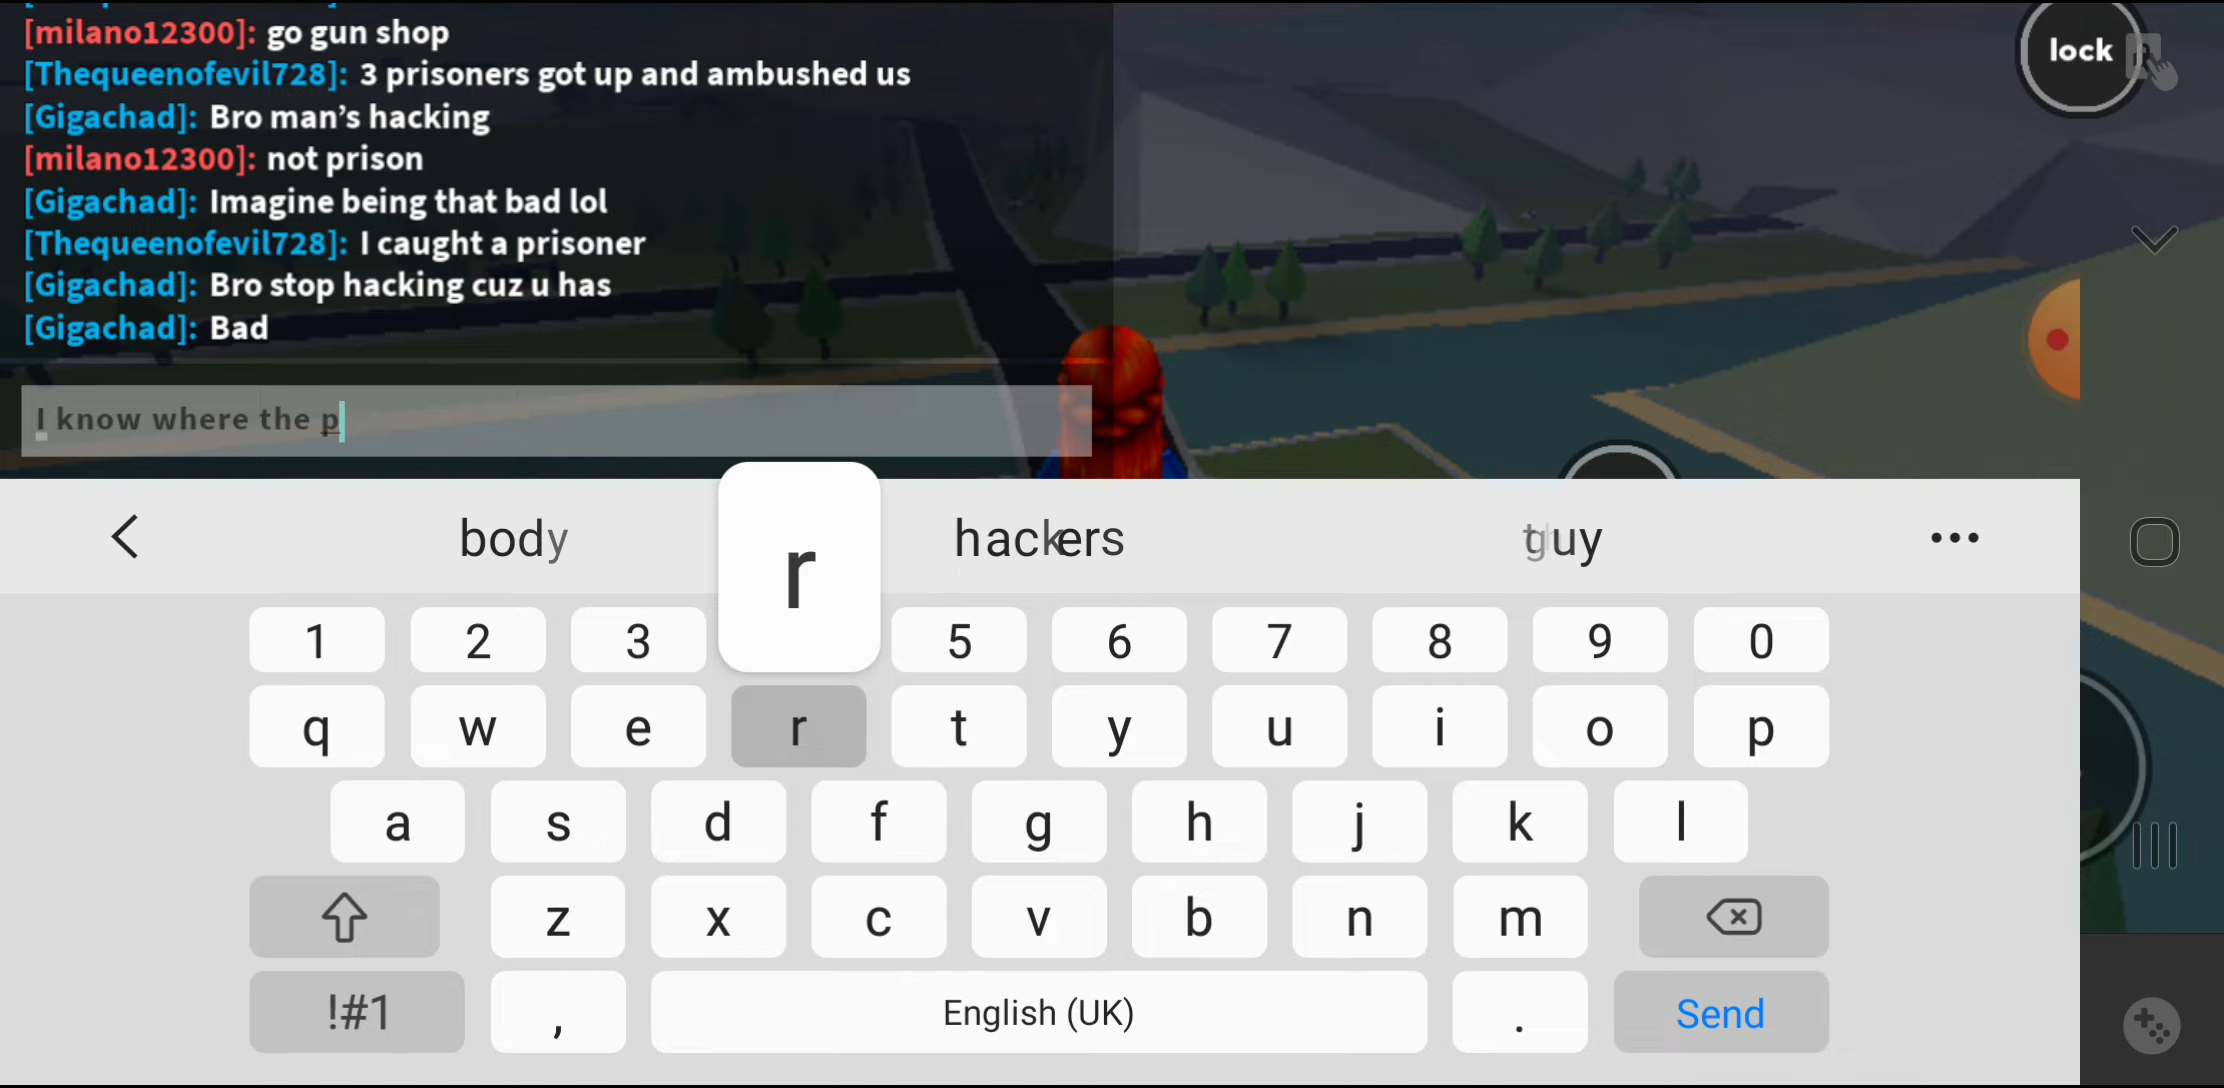 [milano12300]: go gun shop
lock
[Thequeenofevil728]: 3 prisoners got up and ambushed us
[Gigachad]: Bro man’s hacking
[milano12300]: not prison
[Gigachad]: Imagine being that bad lol
[Thequeenofevil728]: I caught a prisoner
[Gigachad]: Bro stop hacking cuz u has
[Gigachad]: Bad
I know where the p
body r hackers guy
1 2 3 5 6 7 8 9 0
q w e r t y u i o p
a s d f g h j k l
z x c v b n m
!#1 , English (UK) . Send